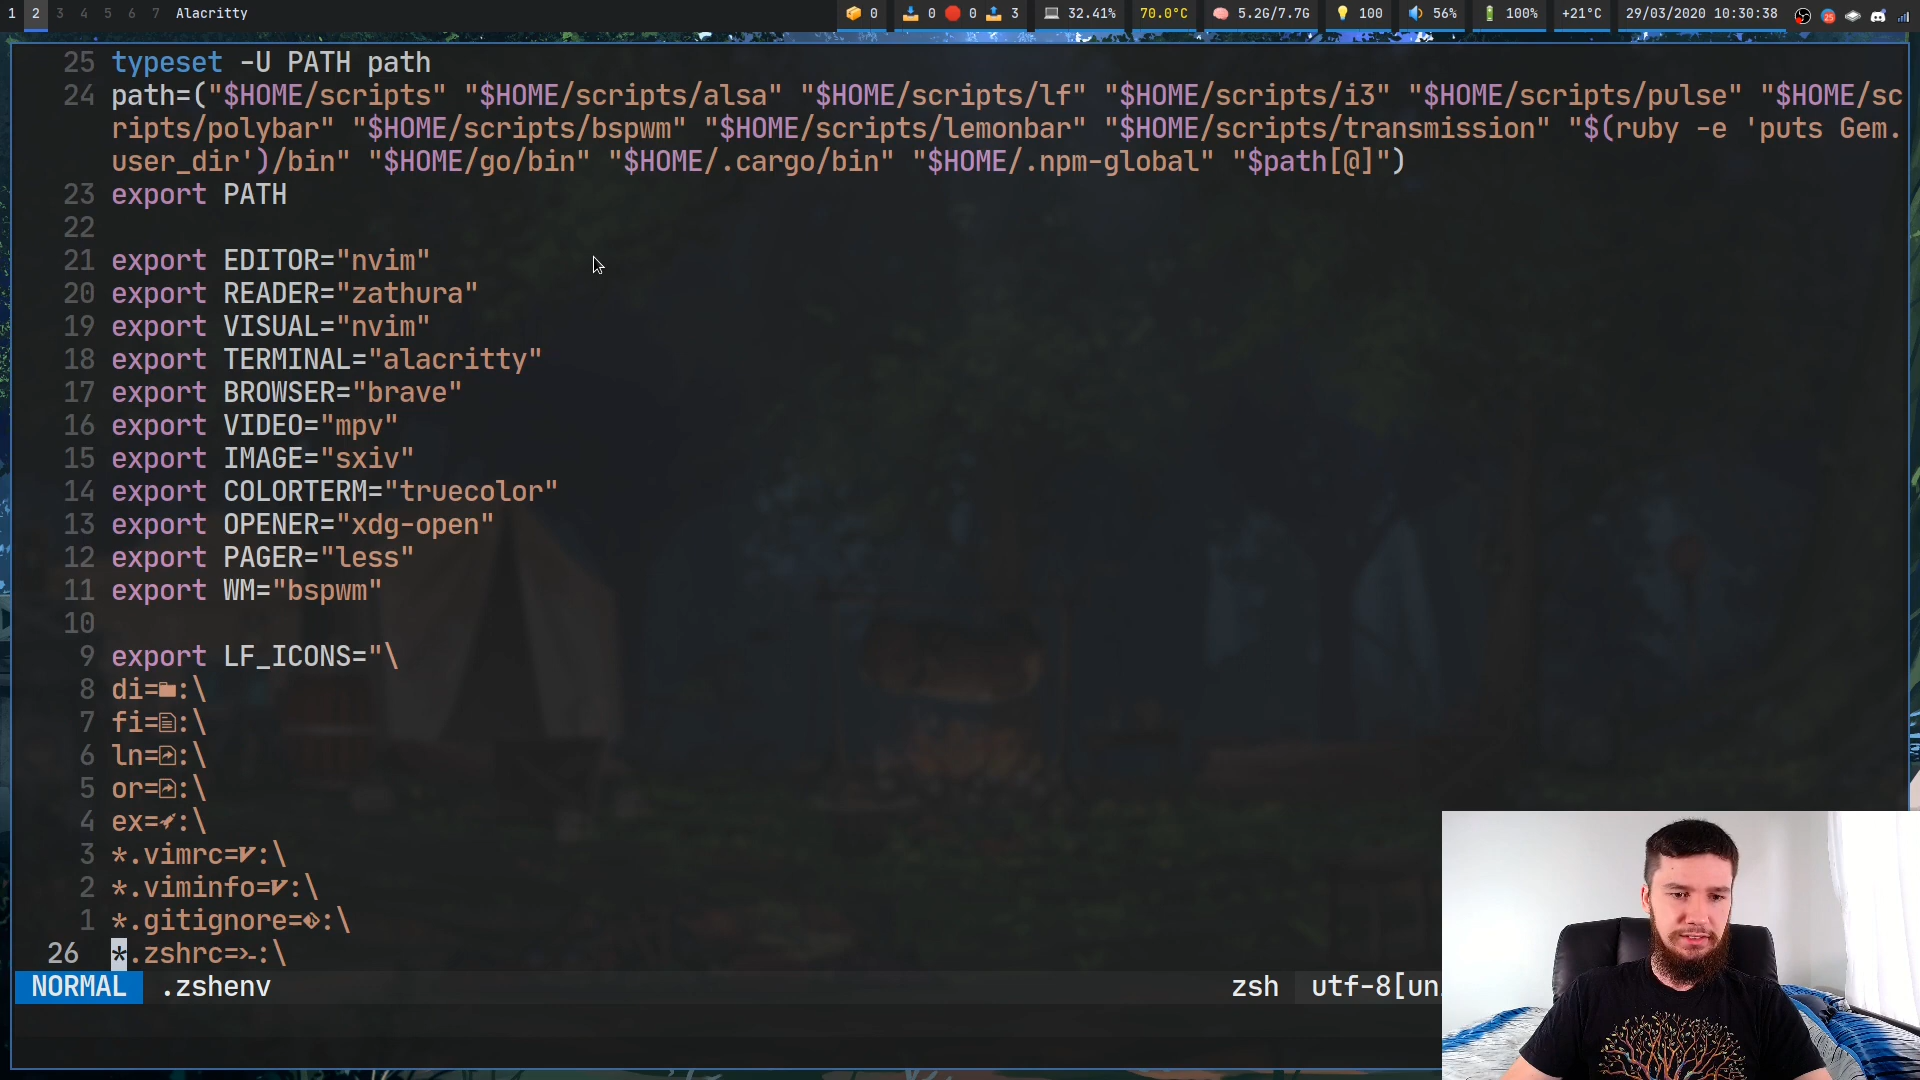 1 2 3 4 5 6 7 Alacritty 0 0 0 3 32.41% 70.0°C 5.2G/7.7G 100 56% 100% +21°C 29/03/2020 10:30:38 25
25 typeset -U PATH path
24 path=("$HOME/scripts" "$HOME/scripts/alsa" "$HOME/scripts/lf" "$HOME/scripts/i3" "$HOME/scripts/pulse" "$HOME/sc
ripts/polybar" "$HOME/scripts/bspwm" "$HOME/scripts/lemonbar" "$HOME/scripts/transmission" "$(ruby -e 'puts Gem.
user_dir')/bin" "$HOME/go/bin" "$HOME/.cargo/bin" "$HOME/.npm-global" "$path[@]")
23 export PATH
22
21 export EDITOR="nvim"
20 export READER="zathura"
19 export VISUAL="nvim"
18 export TERMINAL="alacritty"
17 export BROWSER="brave"
16 export VIDEO="mpv"
15 export IMAGE="sxiv"
14 export COLORTERM="truecolor"
13 export OPENER="xdg-open"
12 export PAGER="less"
11 export WM="bspwm"
10
9 export LF_ICONS="\
8 di=:\
7 fi=:\
6 ln=:\
5 or=:\
4 ex=:\
3 *.vimrc=:\
2 *.viminfo=:\
1 *.gitignore=:\
26 *.zshrc=:\
NORMAL .zshenv zsh utf-8[un